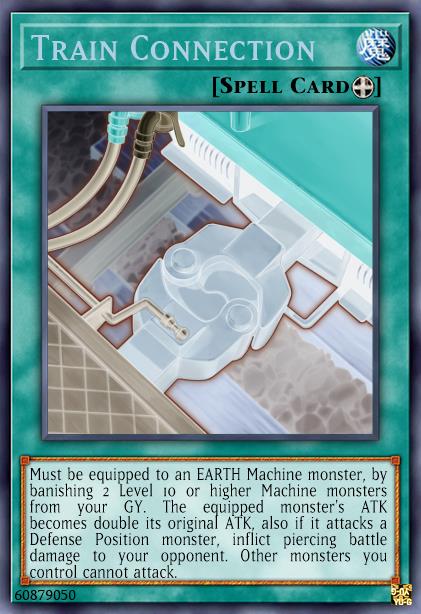 TRAIN CONNECTION
[SPELL CARD]
Must be equipped to an EARTH Machine monster, by
banishing 2 Level 10 or higher Machine monsters
from your GY. The equipped monster's ATK
becomes double its original ATK, also if it attacks a
Defense Position monster, inflict piercing battle
damage to your opponent. Other monsters you
control cannot attack.
60879050